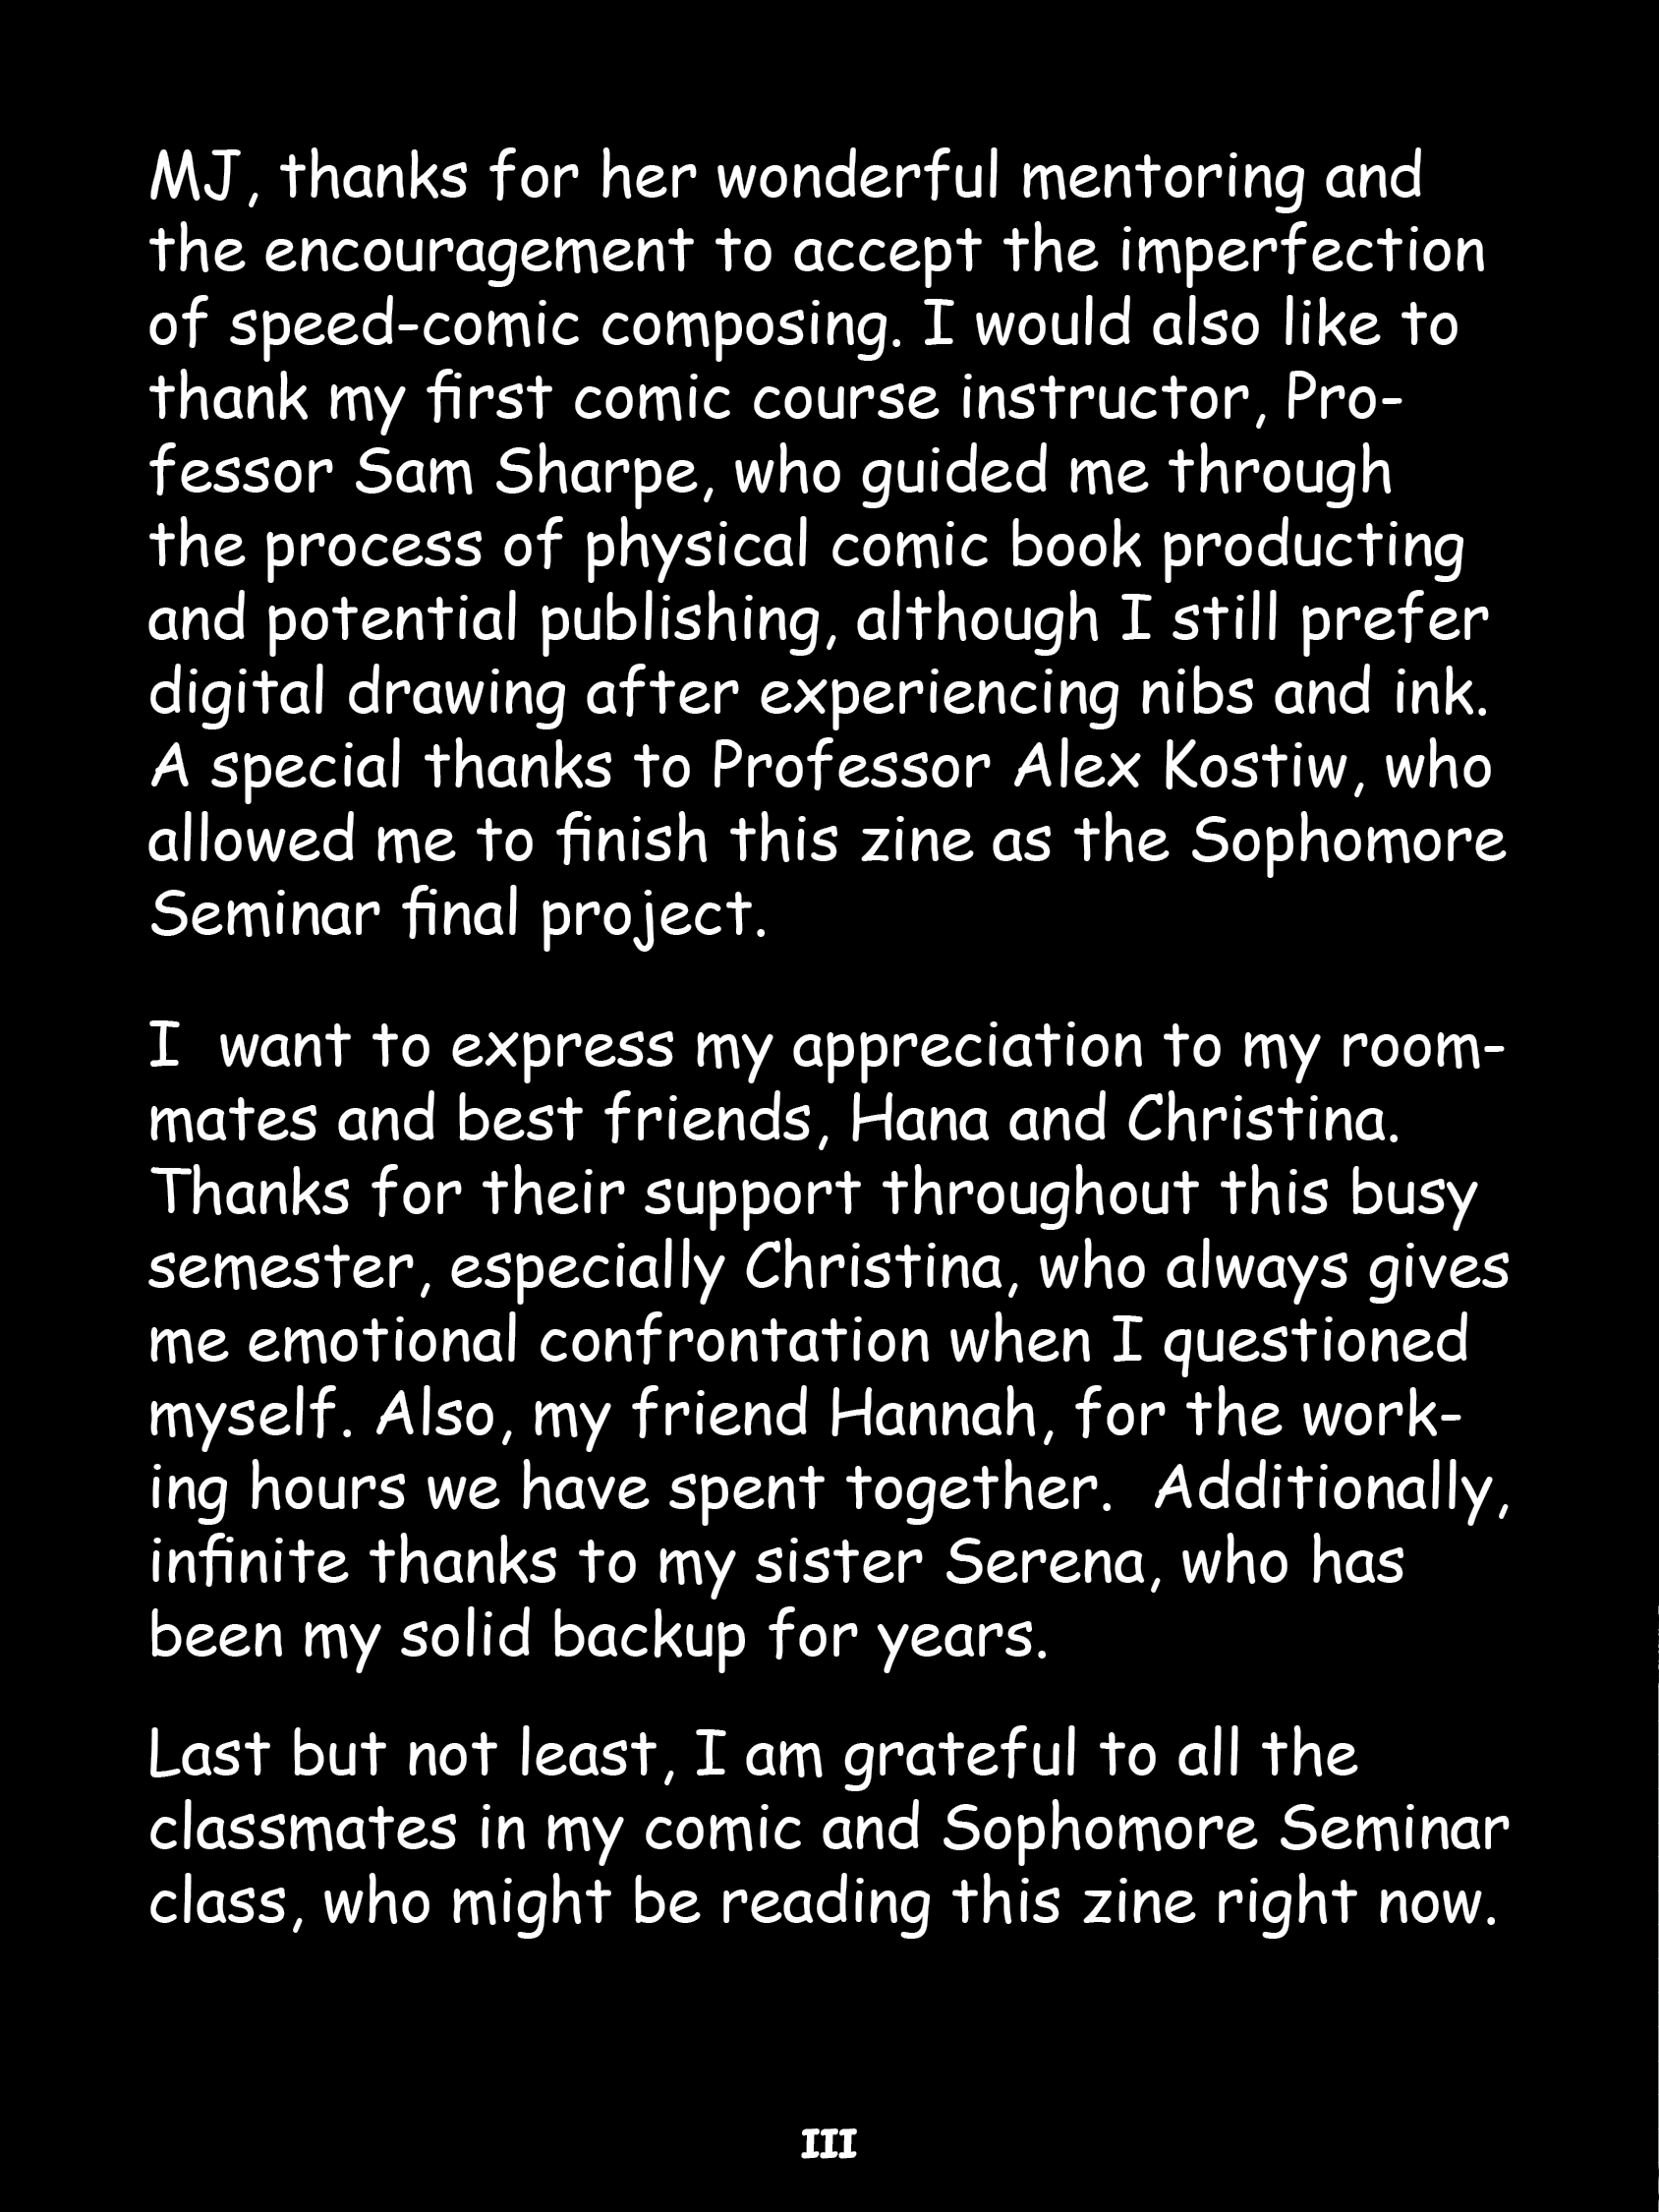 MJ, thanks for her wonderful mentoring and
the encouragement to accept the imperfection
of speed-comic composing. I would also like to
thank my first comic course instructor, Pro-
fessor Sam Sharpe, who guided me through
the process of physical comic book producting
and potential publishing, although I still prefer
digital drawing after experiencing nibs and ink.
A special thanks to Professor Alex Kostiw, who
allowed me to finish this zine as the Sophomore
Seminar final project.
I  want to express my appreciation to my room-
mates and best friends, Hana and Christina.
Thanks for their support throughout this busy
semester, especially Christina, who always gives
me emotional confrontation when I questioned
myself. Also, my friend Hannah, for the work-
ing hours we have spent together.  Additionally,
infinite thanks to my sister Serena, who has
been my solid backup for years.
Last but not least, I am grateful to all the
classmates in my comic and Sophomore Seminar
class, who might be reading this zine right now.
III